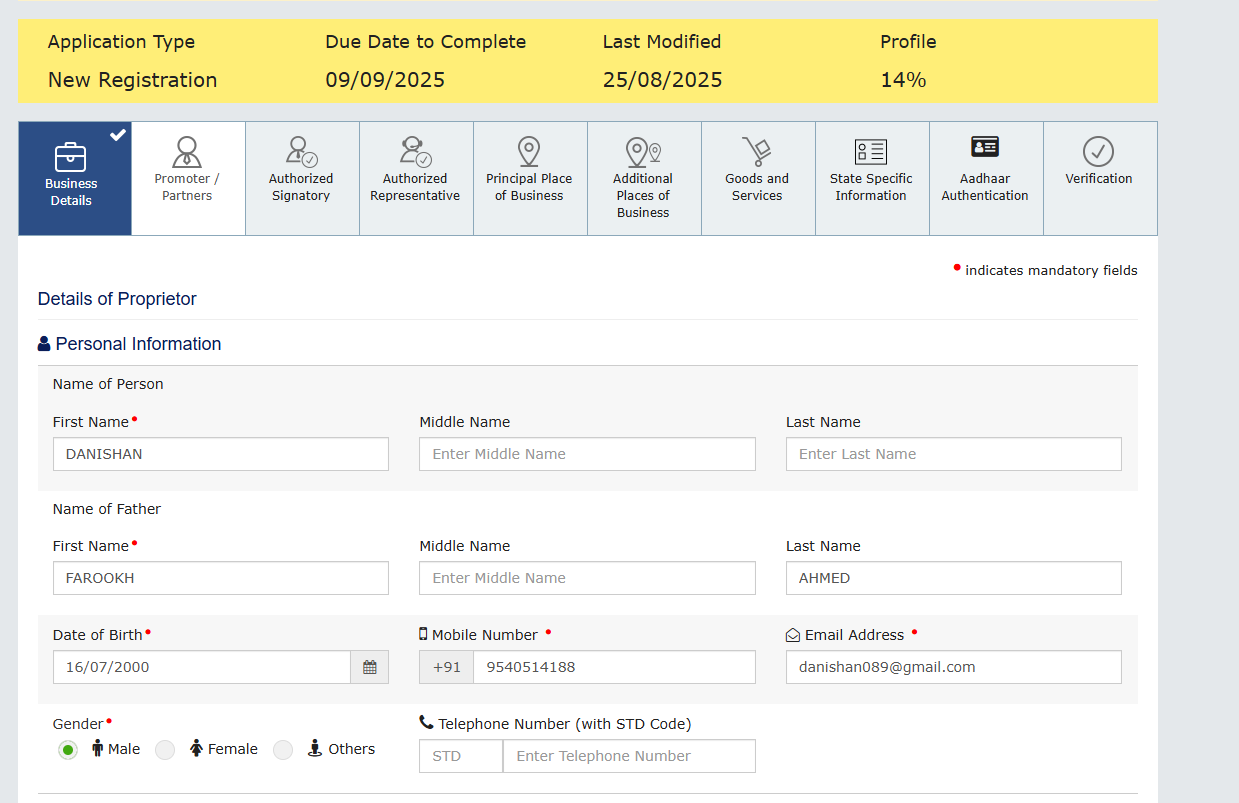 Application Type Due Date to Complete Last Modified Profile
New Registration 09/09/2025 25/08/2025 14%
Business Details
Promoter / Partners
Authorized Signatory
Authorized Representative
Principal Place of Business
Additional Places of Business
Goods and Services
State Specific Information
Aadhaar Authentication
Verification
• indicates mandatory fields
Details of Proprietor
Personal Information
Name of Person
First Name• Middle Name Last Name
DANISHAN Enter Middle Name Enter Last Name
Name of Father
First Name• Middle Name Last Name
FAROOKH Enter Middle Name AHMED
Date of Birth• Mobile Number • Email Address •
16/07/2000 +91 9540514188 danishan089@gmail.com
Gender• Telephone Number (with STD Code)
Male Female Others STD Enter Telephone Number